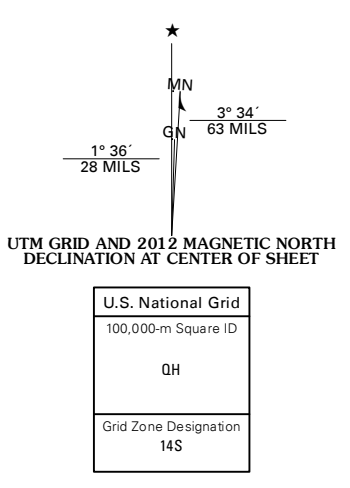 ★
MN
3° 34´
63 MILS
GN
1° 36´
28 MILS
UTM GRID AND 2012 MAGNETIC NORTH
DECLINATION AT CENTER OF SHEET
U.S. National Grid
100,000-m Square ID
QH
Grid Zone Designation
14S